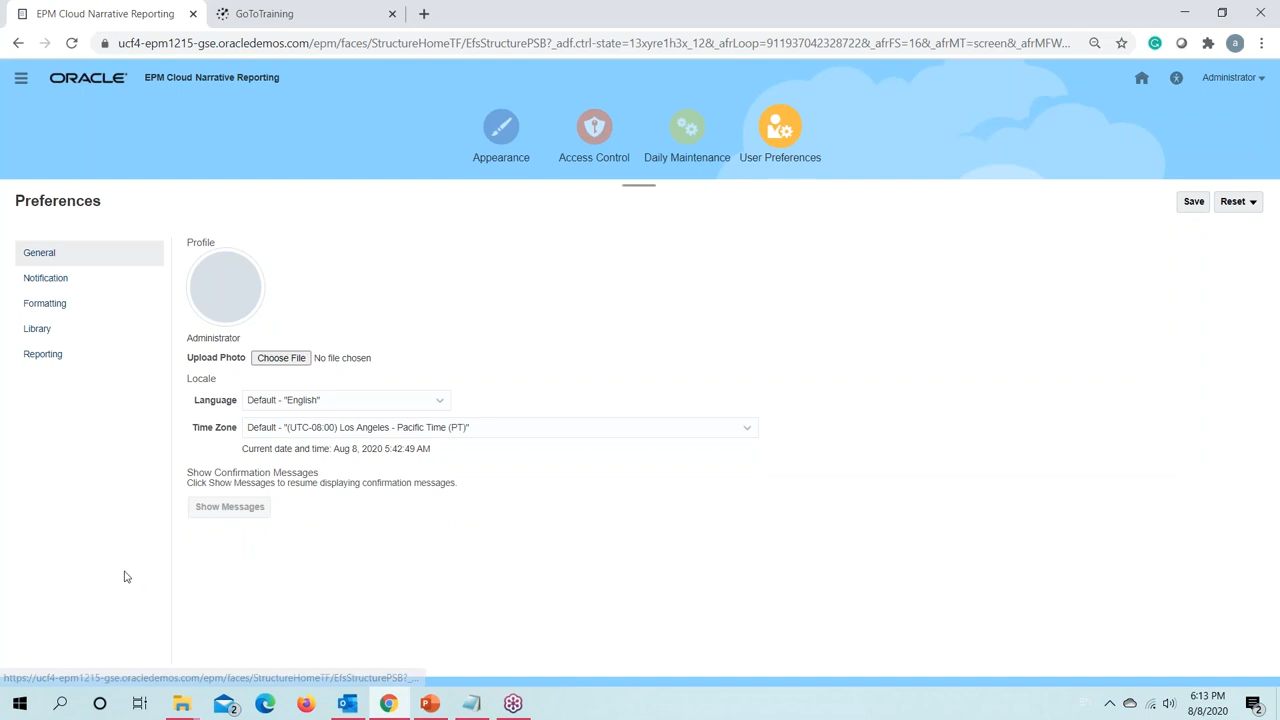 EPM Cloud Narrative Reporting
GoToTraining
ucf4-epm1215-gse.oracledemos.com/epm/faces/StructureHomeTF/EfsStructurePSB?_adf.ctrl-state=13xyre1h3x_12&_afrLoop=9119370423287222&_afrFS=16&_afrMT=screen&_afrMFW...
a
ORACLE
EPM Cloud Narrative Reporting
Administrator
Appearance
Access Control
Daily Maintenance
User Preferences
Preferences
Save
Reset
General
Notification
Formatting
Library
Reporting
Profile
Administrator
Upload Photo Choose File No file chosen
Locale
Language Default - "English"
Time Zone Default - "(UTC-08:00) Los Angeles - Pacific Time (PT)"
Current date and time: Aug 8, 2020 5:42:49 AM
Show Confirmation Messages
Click Show Messages to resume displaying confirmation messages.
Show Messages
https://ucf4-epm1215-gse.oracledemos.com/epm/faces/StructureHomeTF/EfsStructurePSB?_...
2
6:13 PM
8/8/2020
2